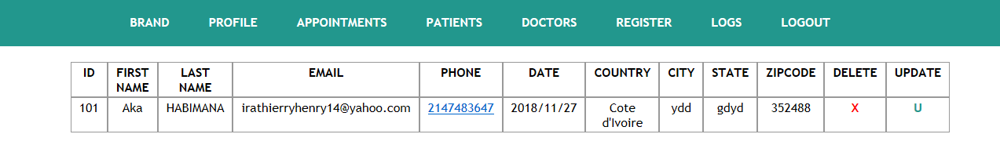 BRAND PROFILE APPOINTMENTS PATIENTS DOCTORS REGISTER LOGS LOGOUT
ID FIRST NAME LAST NAME EMAIL PHONE DATE COUNTRY CITY STATE ZIPCODE DELETE UPDATE
101 Aka HABIMANA irathierryhenry14@yahoo.com 2147483647 2018/11/27 Cote d'Ivoire ydd gdyd 352488 X U